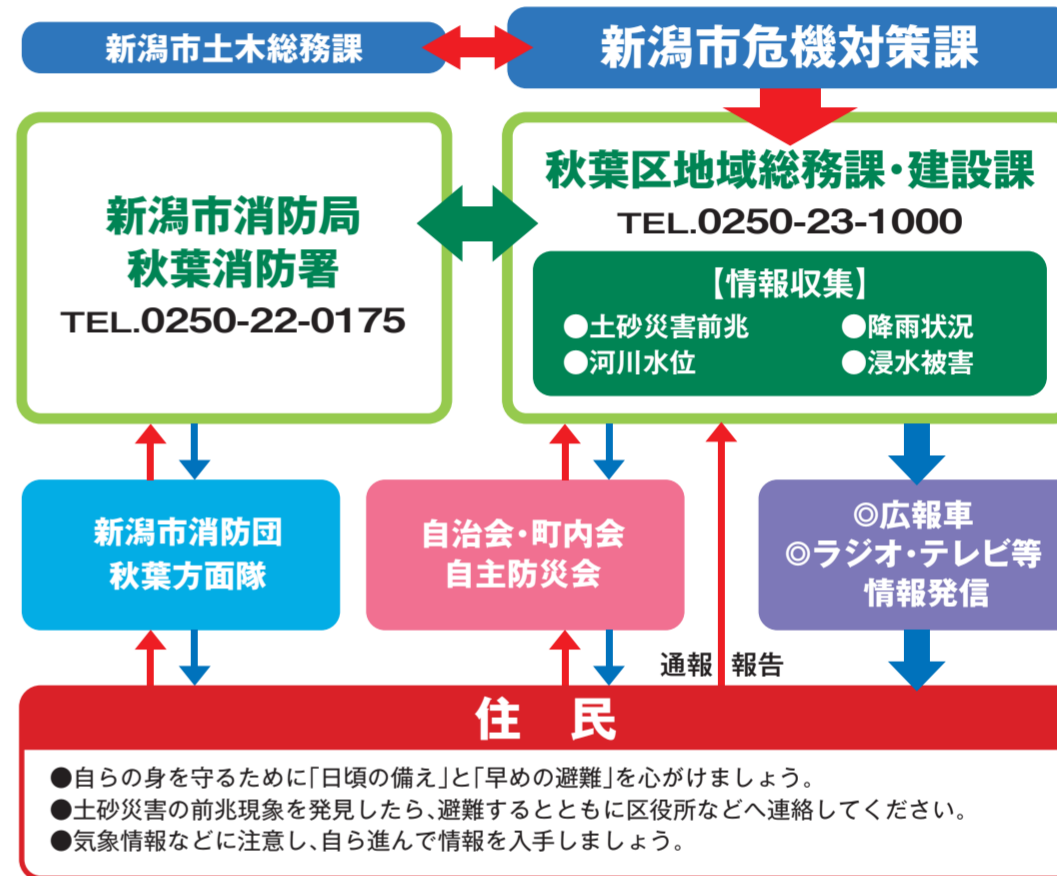 新潟市土木総務課
新潟市危機対策課
新潟市消防局
秋葉消防署
TEL.0250-22-0175
秋葉区地域総務課・建設課
TEL.0250-23-1000
【情報収集】
●土砂災害前兆 ●降雨状況
●河川水位 ●浸水被害
新潟市消防団
秋葉方面隊
自治会・町内会
自主防災会
◎広報車
◎ラジオ・テレビ等
情報発信
通報 報告
住 民
●自らの身を守るために「日頃の備え」と「早めの避難」を心がけましょう。
●土砂災害の前兆現象を発見したら、避難するとともに区役所などへ連絡してください。
●気象情報などに注意し、自ら進んで情報を入手しましょう。